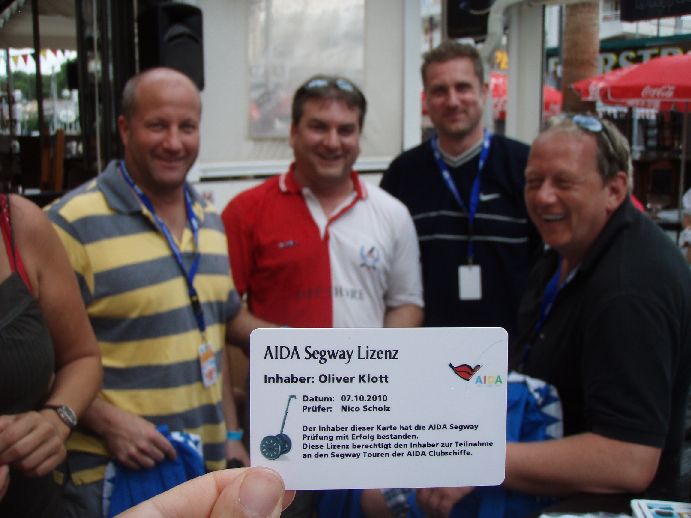 AIDA Segway Lizenz
Inhaber: Oliver Klott
AIDA
Datum: 07.10.2010
Prüfer: Nico Scholz
Der Inhaber dieser Karte hat die AIDA Segway
Prüfung mit Erfolg bestanden.
Diese Lizenz berechtigt den Inhaber zur Teilnahme
an den Segway Touren der AIDA Clubschiffe.
Coca-Cola